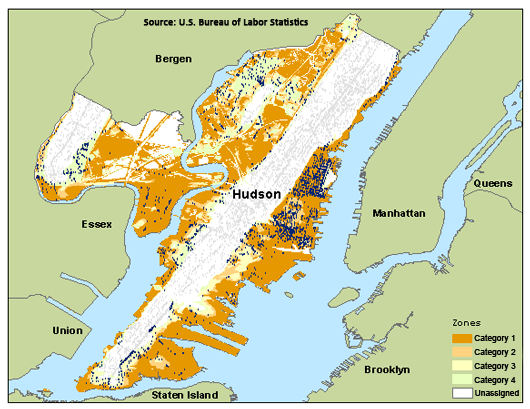 Source: U.S. Bureau of Labor Statistics
Bergen
Hudson
Queens
Manhattan
Essex
Union
Zones
Category 1
Category 2
Category 3
Category 4
Unassigned
Brooklyn
Staten Island